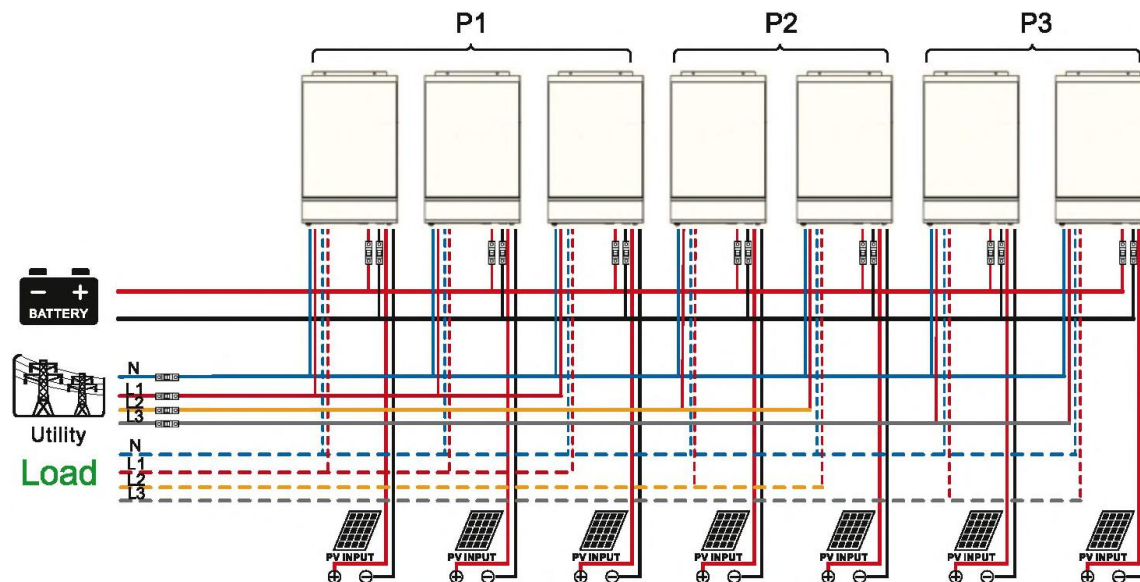 P1
P2
P3
BATTERY
N
L1
L2
L3
Utility
N
L1
L2
L3
Load
PV INPUT
PV INPUT
PV INPUT
PV INPUT
PV INPUT
PV INPUT
PV INPUT